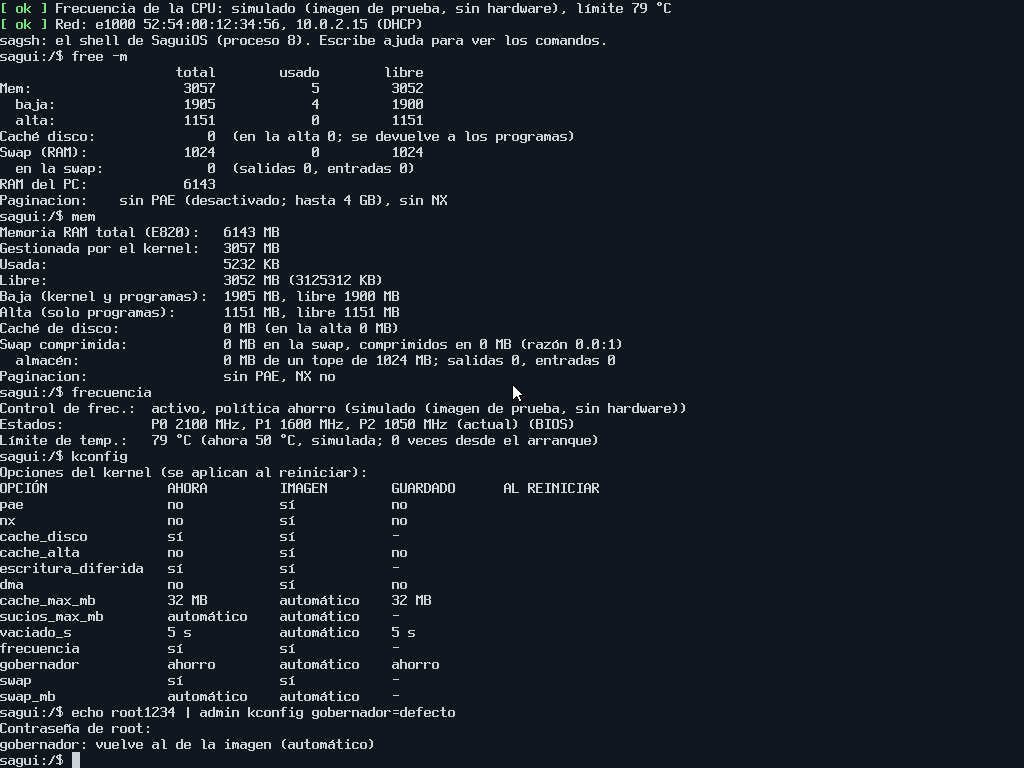 [ ok ] Frecuencia de la CPU: simulado (imagen de prueba, sin hardware), límite 79 °C
[ ok ] Red: e1000 52:54:00:12:34:56, 10.0.2.15 (DHCP)
sagsh: el shell de SaguiOS (proceso 8). Escribe ajuda para ver los comandos.
sagui:/$ free -m
total usado libre
Mem: 3057 5 3052
baja: 1905 4 1900
alta: 1151 0 1151
Caché disco: 0 (en la alta 0; se devuelve a los programas)
Swap (RAM): 1024 0 1024
en la swap: 0 (salidas 0, entradas 0)
RAM del PC: 6143
Paginacion: sin PAE (desactivado; hasta 4 GB), sin NX
sagui:/$ mem
Memoria RAM total (E820): 6143 MB
Gestionada por el kernel: 3057 MB
Usada: 5232 KB
Libre: 3052 MB (3125312 KB)
Baja (kernel y programas): 1905 MB, libre 1900 MB
Alta (solo programas): 1151 MB, libre 1151 MB
Caché de disco: 0 MB (en la alta 0 MB)
Swap comprimida: 0 MB en la swap, comprimidos en 0 MB (razón 0.0:1)
almacén: 0 MB de un tope de 1024 MB; salidas 0, entradas 0
Paginacion: sin PAE, NX no
sagui:/$ frecuencia
Control de frec.: activo, política ahorro (simulado (imagen de prueba, sin hardware))
Estados: P0 2100 MHz, P1 1600 MHz, P2 1050 MHz (actual) (BIOS)
Límite de temp.: 79 °C (ahora 50 °C, simulada; 0 veces desde el arranque)
sagui:/$ kconfig
Opciones del kernel (se aplican al reiniciar):
OPCIÓN AHORA IMAGEN GUARDADO AL REINICIAR
pae no sí no
nx no sí no
cache_disco sí sí -
cache_alta no sí no
escritura_diferida sí sí -
dma no sí no
cache_max_mb 32 MB automático 32 MB
sucios_max_mb automático automático -
vaciado_s 5 s automático 5 s
frecuencia sí sí -
gobernador ahorro automático ahorro
swap sí sí -
swap_mb automático automático -
sagui:/$ echo root1234 | admin kconfig gobernador=defecto
Contraseña de root:
gobernador: vuelve al de la imagen (automático)
sagui:/$